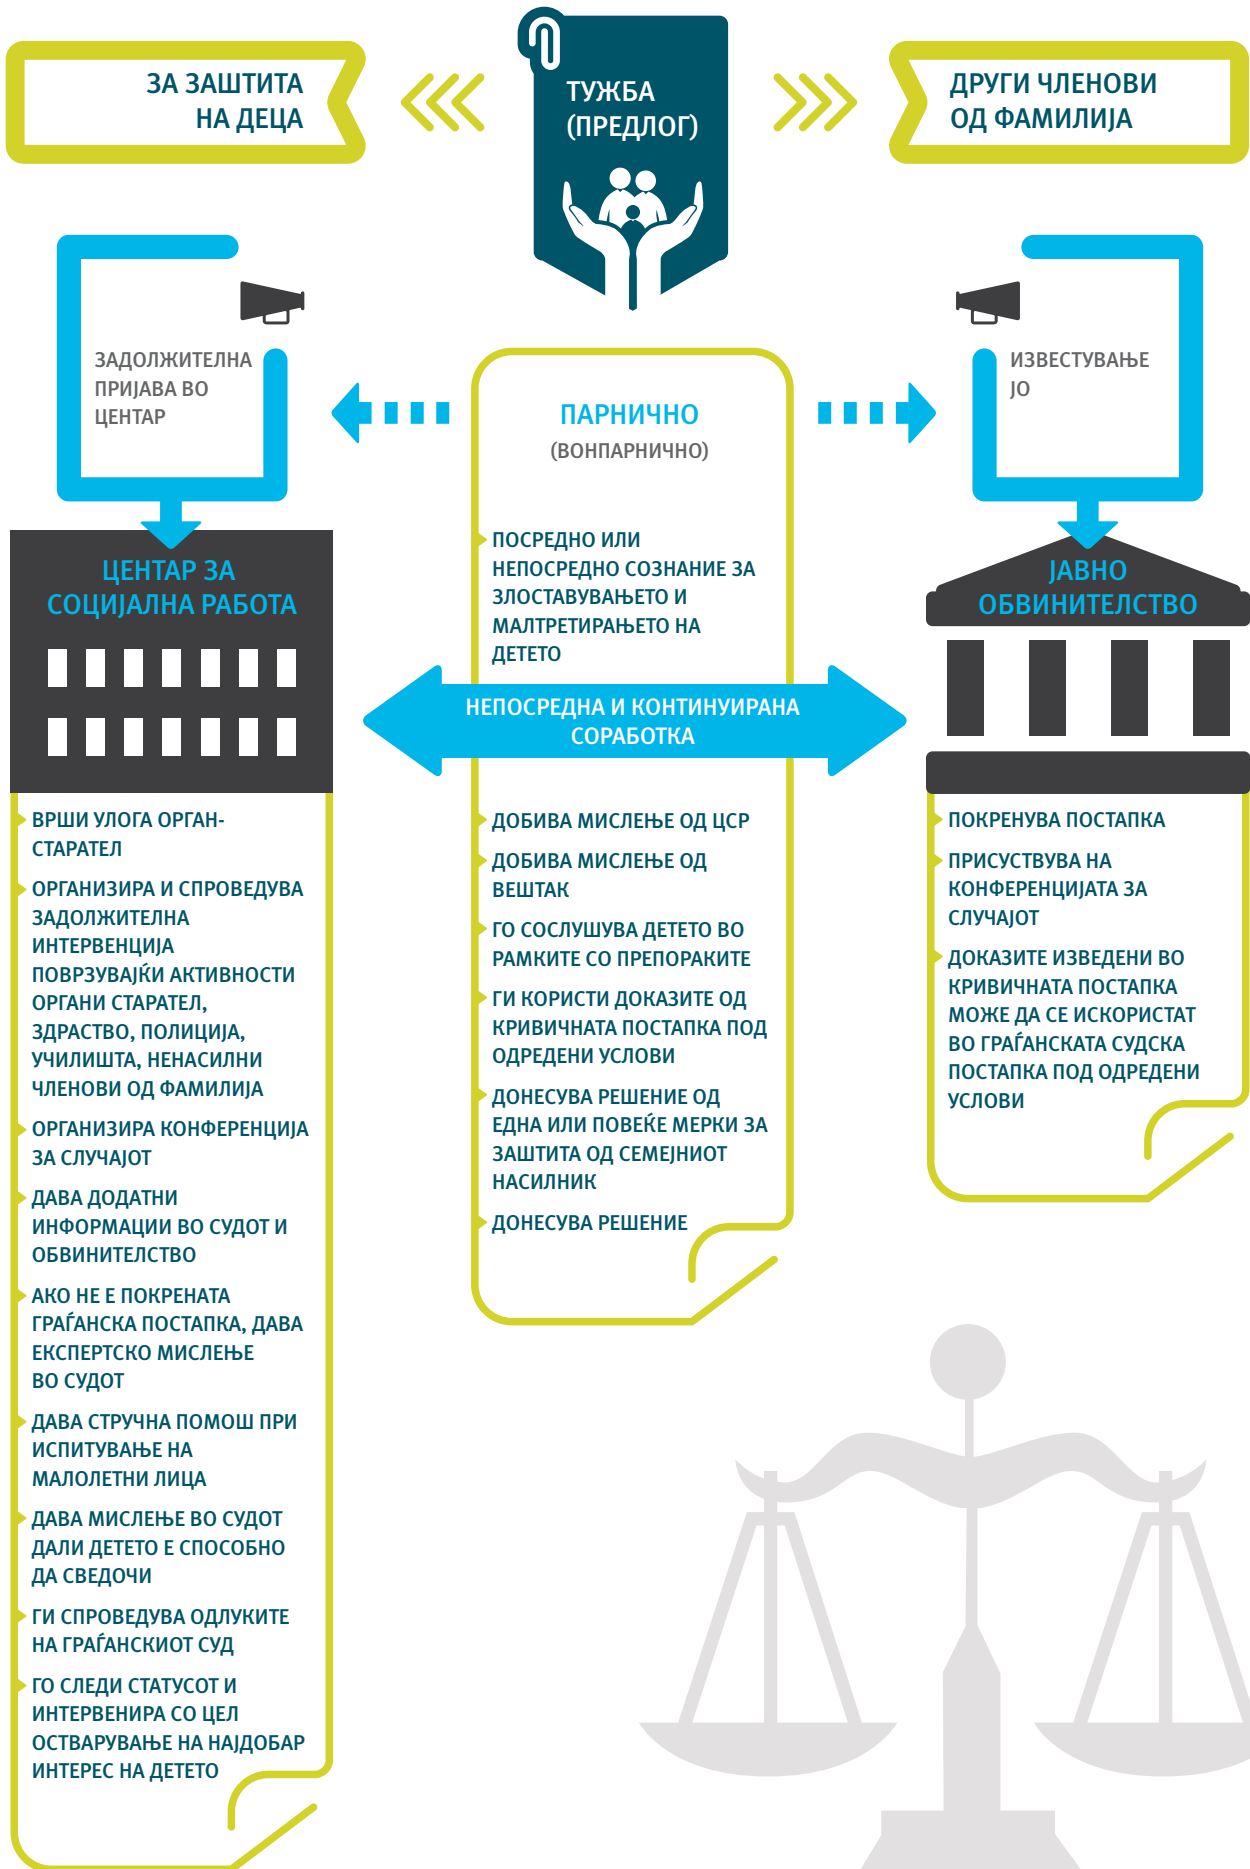 ЗА ЗАШТИТА
НА ДЕЦА
ТУЖБА
(ПРЕДЛОГ)
ДРУГИ ЧЛЕНОВИ
ОД ФАМИЛИЈА
ЗАДОЛЖИТЕЛНА
ПРИЈАВА ВО
ЦЕНТАР
ПАРНИЧНО
(ВОНПАРНИЧНО)
ИЗВЕСТУВАЊЕ
ЈО
ЦЕНТАР ЗА
СОЦИЈАЛНА РАБОТА
ПОСРЕДНО ИЛИ
НЕПОСРЕДНО СОЗНАНИЕ ЗА
ЗЛОСТАВУВАЊЕТО И
МАЛТРЕТИРАЊЕТО НА
ДЕТЕТО
ЈАВНО
ОБВИНИТЕЛСТВО
НЕПОСРЕДНА И КОНТИНУИРАНА
СОРАБОТКА
ВРШИ УЛОГА ОРГАН-
СТАРАТЕЛ
ОРГАНИЗИРА И СПРОВЕДУВА
ЗАДОЛЖИТЕЛНА
ИНТЕРВЕНЦИЈА
ПОВРЗУВАЈЌИ АКТИВНОСТИ
ОРГАНИ СТАРАТЕЛ,
ЗДРАСТВО, ПОЛИЦИЈА,
УЧИЛИШТА, НЕНАСИЛНИ
ЧЛЕНОВИ ОД ФАМИЛИЈА
ОРГАНИЗИРА КОНФЕРЕНЦИЈА
ЗА СЛУЧАЈОТ
ДАВА ДОДАТНИ
ИНФОРМАЦИИ ВО СУДОТ И
ОБВИНИТЕЛСТВО
АКО НЕ Е ПОКРЕНАТА
ГРАЃАНСКА ПОСТАПКА, ДАВА
ЕКСПЕРТСКО МИСЛЕЊЕ
ВО СУДОТ
ДАВА СТРУЧНА ПОМОШ ПРИ
ИСПИТУВАЊЕ НА
МАЛОЛЕТНИ ЛИЦА
ДАВА МИСЛЕЊЕ ВО СУДОТ
ДАЛИ ДЕТЕТО Е СПОСОБНО
ДА СВЕДОЧИ
ГИ СПРОВЕДУВА ОДЛУКИТЕ
НА ГРАЃАНСКИОТ СУД
ГО СЛЕДИ СТАТУСОТ И
ИНТЕРВЕНИРА СО ЦЕЛ
ОСТВАРУВАЊЕ НА НАЈДОБАР
ИНТЕРЕС НА ДЕТЕТО
ДОБИВА МИСЛЕЊЕ ОД ЦСР
ДОБИВА МИСЛЕЊЕ ОД
ВЕШТАК
ГО СОСЛУШУВА ДЕТЕТО ВО
РАМКИТЕ СО ПРЕПОРАКИТЕ
ГИ КОРИСТИ ДОКАЗИТЕ ОД
КРИВИЧНАТА ПОСТАПКА ПОД
ОДРЕДЕНИ УСЛОВИ
ДОНЕСУВА РЕШЕНИЕ ОД
ЕДНА ИЛИ ПОВЕЌЕ МЕРКИ ЗА
ЗАШТИТА ОД СЕМЕЈНИОТ
НАСИЛНИК
ДОНЕСУВА РЕШЕНИЕ
ПОКРЕНУВА ПОСТАПКА
ПРИСУСТВУВА НА
КОНФЕРЕНЦИЈАТА ЗА
СЛУЧАЈОТ
ДОКАЗИТЕ ИЗВЕДЕНИ ВО
КРИВИЧНАТА ПОСТАПКА
МОЖЕ ДА СЕ ИСКОРИСТАТ
ВО ГРАЃАНСКАТА СУДСКА
ПОСТАПКА ПОД ОДРЕДЕНИ
УСЛОВИ